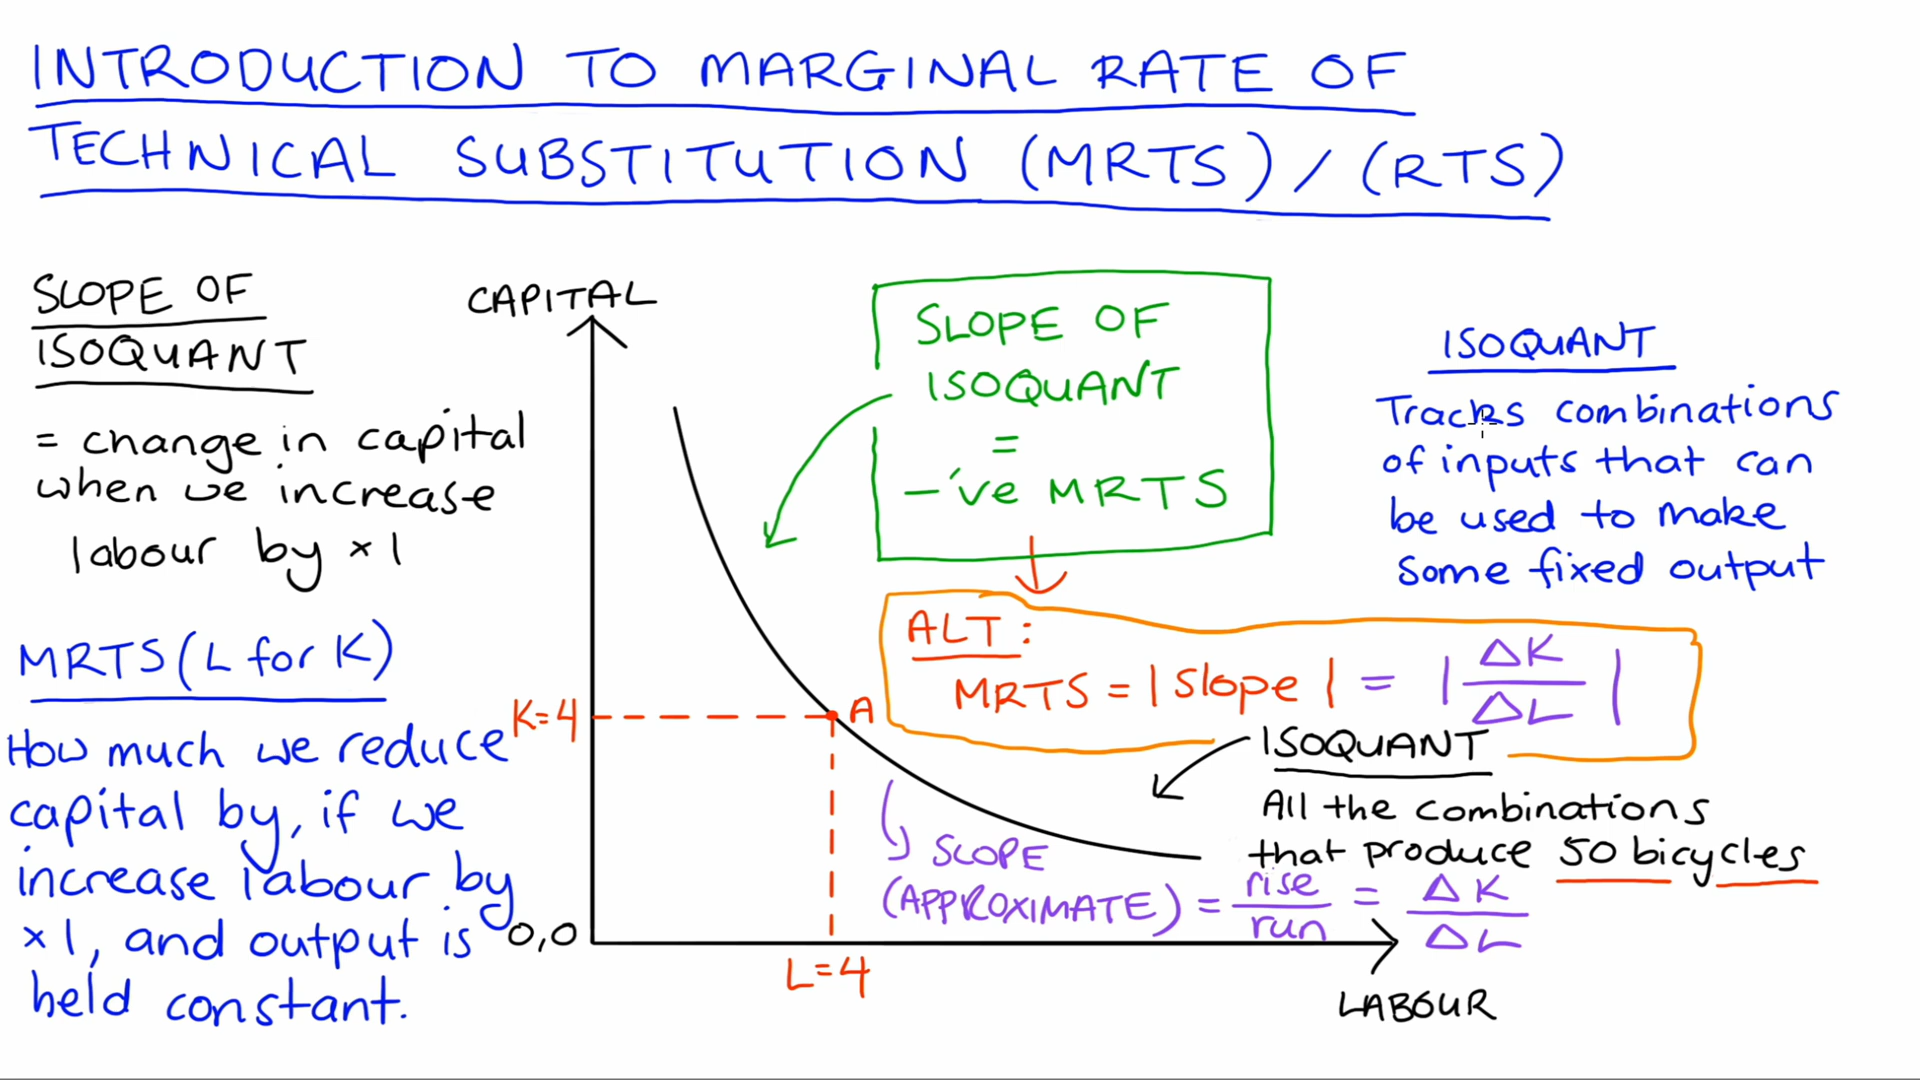 INTRODUCTION TO MARGINAL RATE OF
TECHNICAL SUBSTITUTION (MRTS) / (RTS)
SLOPE OF
ISOQUANT
= change in capital
when we increase
labour by × 1
MRTS (L for K)
How much we reduce
capital by, if we
increase labour by
× 1, and output is
held constant.
CAPITAL
K=4
A
0,0
L=4
LABOUR
SLOPE OF
ISOQUANT
=
-'ve MRTS
ALT:
MRTS = | Slope | = | ΔK / ΔL |
ISOQUANT
All the combinations
that produce 50 bicycles
SLOPE
(APPROXIMATE) = rise / run = ΔK / ΔL
ISOQUANT
Tracks combinations
of inputs that can
be used to make
some fixed output